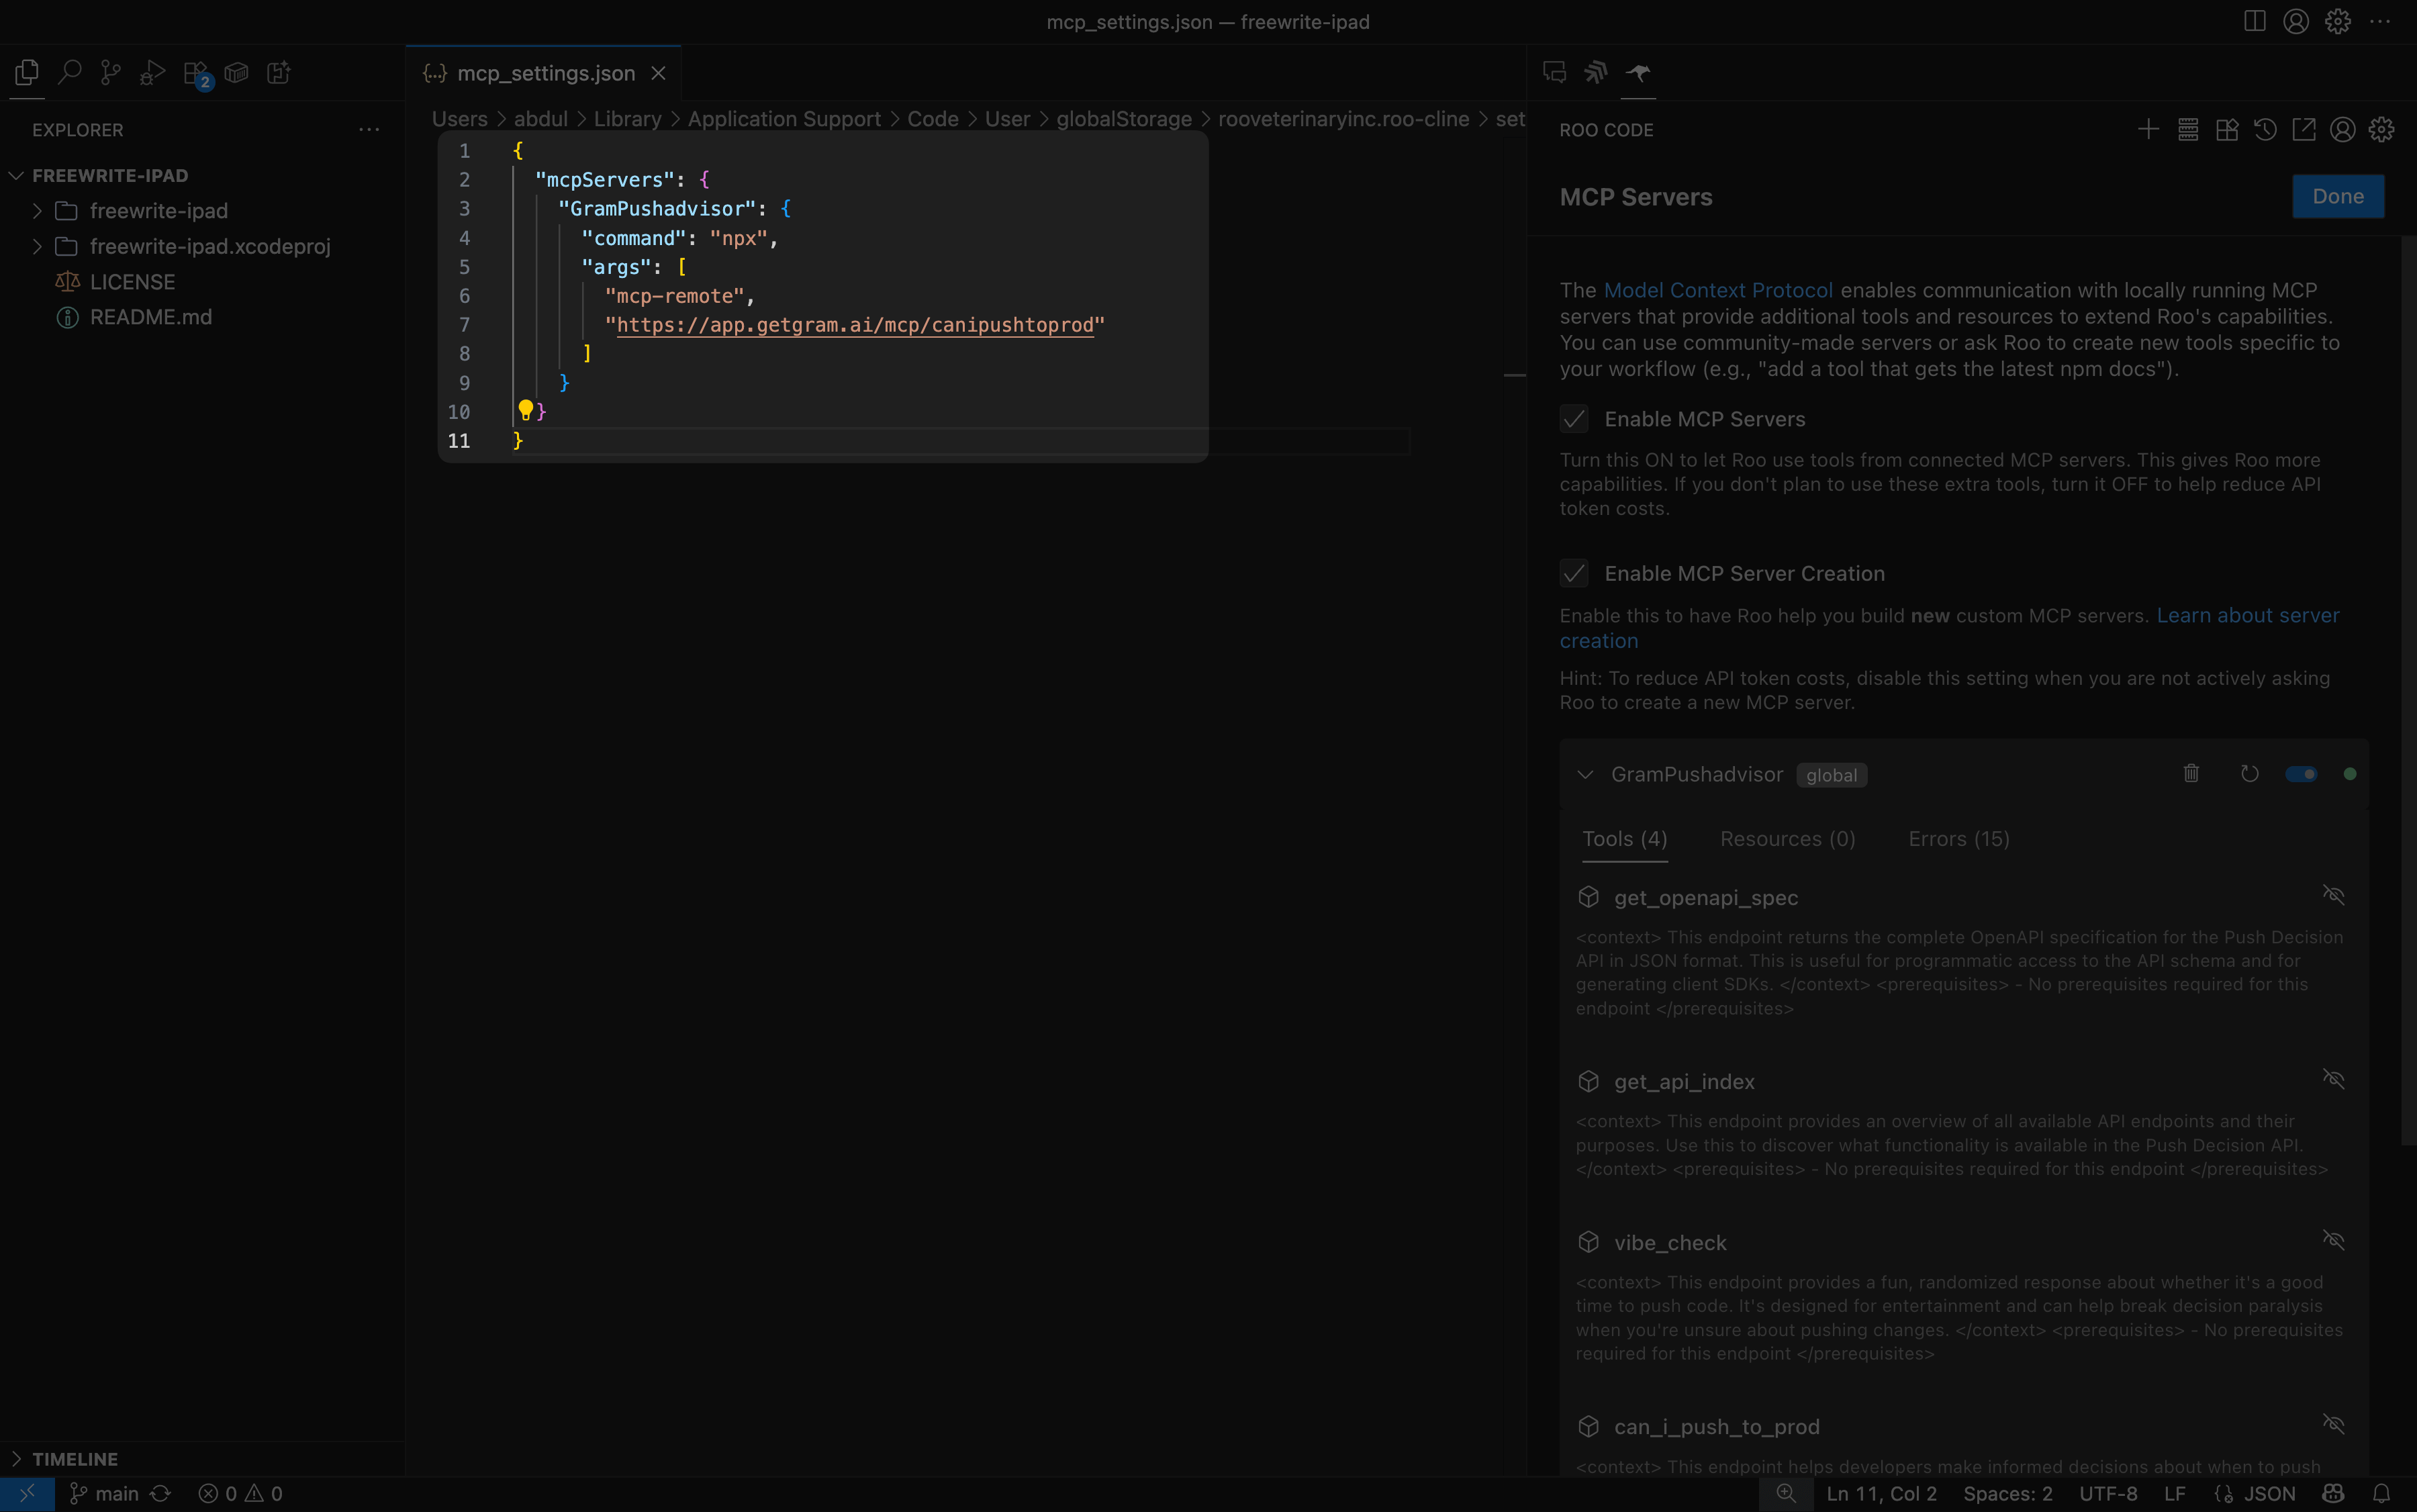 mcp_settings.json — freewrite-ipad
2
EXPLORER
FREEWRITE-IPAD
freewrite-ipad
freewrite-ipad.xcodeproj
LICENSE
README.md
TIMELINE
{...} mcp_settings.json
Users > abdul > Library > Application Support > Code > User > globalStorage > rooveterinaryinc.roo-cline > set
1 {
2 "mcpServers": {
3 "GramPushadvisor": {
4 "command": "npx",
5 "args": [
6 "mcp-remote",
7 "https://app.getgram.ai/mcp/canipushtoprod"
8 ]
9 }
10 }
11 }
ROO CODE
MCP Servers
Done
The Model Context Protocol enables communication with locally running MCP
servers that provide additional tools and resources to extend Roo's capabilities.
You can use community-made servers or ask Roo to create new tools specific to
your workflow (e.g., "add a tool that gets the latest npm docs").
Enable MCP Servers
Turn this ON to let Roo use tools from connected MCP servers. This gives Roo more
capabilities. If you don't plan to use these extra tools, turn it OFF to help reduce API
token costs.
Enable MCP Server Creation
Enable this to have Roo help you build new custom MCP servers. Learn about server
creation
Hint: To reduce API token costs, disable this setting when you are not actively asking
Roo to create a new MCP server.
GramPushadvisor global
Tools (4) Resources (0) Errors (15)
get_openapi_spec
<context> This endpoint returns the complete OpenAPI specification for the Push Decision
API in JSON format. This is useful for programmatic access to the API schema and for
generating client SDKs. </context> <prerequisites> - No prerequisites required for this
endpoint </prerequisites>
get_api_index
<context> This endpoint provides an overview of all available API endpoints and their
purposes. Use this to discover what functionality is available in the Push Decision API.
</context> <prerequisites> - No prerequisites required for this endpoint </prerequisites>
vibe_check
<context> This endpoint provides a fun, randomized response about whether it's a good
time to push code. It's designed for entertainment and can help break decision paralysis
when you're unsure about pushing changes. </context> <prerequisites> - No prerequisites
required for this endpoint </prerequisites>
can_i_push_to_prod
<context> This endpoint helps developers make informed decisions about when to push
main 0 0
Ln 11, Col 2 Spaces: 2 UTF-8 LF JSON